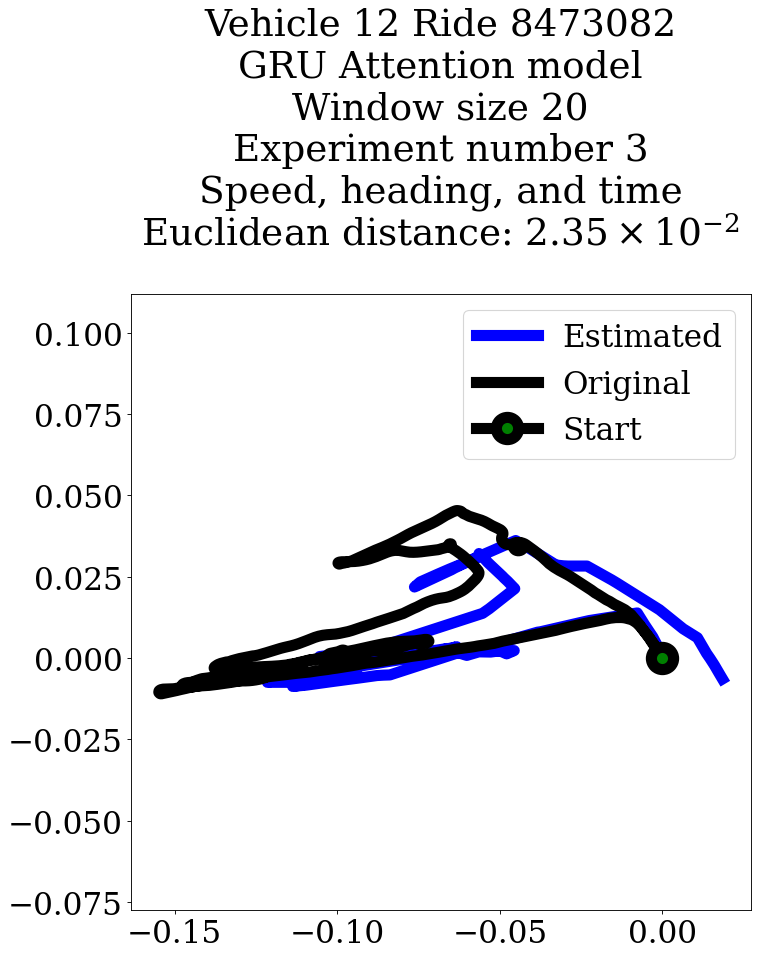 Vehicle 12 Ride 8473082
GRU Attention model
Window size 20
Experiment number 3
Speed, heading, and time
Euclidean distance: 2.35 × 10⁻²
Estimated
Original
Start
0.100
0.075
0.050
0.025
0.000
−0.025
−0.050
−0.075
−0.15
−0.10
−0.05
0.00